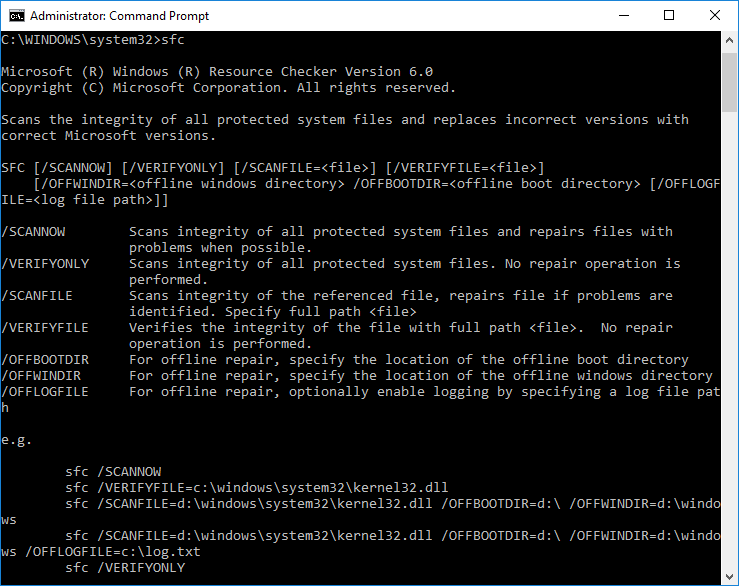 Administrator: Command Prompt
C:\WINDOWS\system32>sfc
Microsoft (R) Windows (R) Resource Checker Version 6.0
Copyright (C) Microsoft Corporation. All rights reserved.
Scans the integrity of all protected system files and replaces incorrect versions with
correct Microsoft versions.
SFC [/SCANNOW] [/VERIFYONLY] [/SCANFILE=<file>] [/VERIFYFILE=<file>]
    [/OFFWINDIR=<offline windows directory> /OFFBOOTDIR=<offline boot directory> [/OFFLOGF
ILE=<log file path>]]
/SCANNOW        Scans integrity of all protected system files and repairs files with
                problems when possible.
/VERIFYONLY     Scans integrity of all protected system files. No repair operation is
                performed.
/SCANFILE       Scans integrity of the referenced file, repairs file if problems are
                identified. Specify full path <file>
/VERIFYFILE     Verifies the integrity of the file with full path <file>.  No repair
                operation is performed.
/OFFBOOTDIR     For offline repair, specify the location of the offline boot directory
/OFFWINDIR      For offline repair, specify the location of the offline windows directory
/OFFLOGFILE     For offline repair, optionally enable logging by specifying a log file pat
h
e.g.
        sfc /SCANNOW
        sfc /VERIFYFILE=c:\windows\system32\kernel32.dll
        sfc /SCANFILE=d:\windows\system32\kernel32.dll /OFFBOOTDIR=d:\ /OFFWINDIR=d:\windo
ws
        sfc /SCANFILE=d:\windows\system32\kernel32.dll /OFFBOOTDIR=d:\ /OFFWINDIR=d:\windo
ws /OFFLOGFILE=c:\log.txt
        sfc /VERIFYONLY